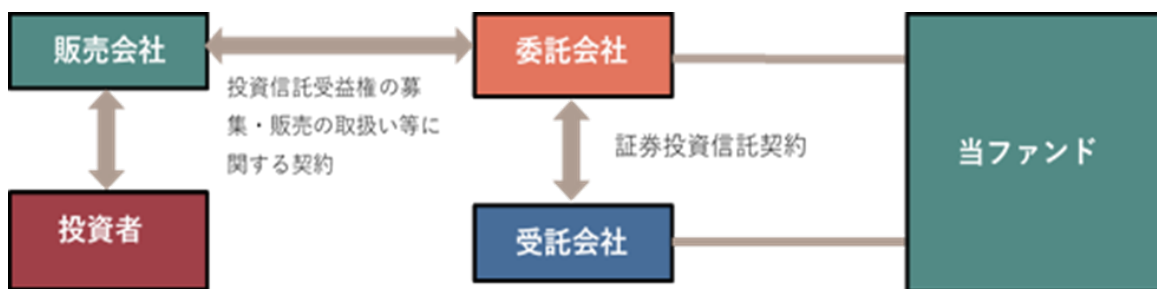 販売会社
委託会社
投資信託受益権の募
集・販売の取扱い等に
関する契約
証券投資信託契約
当ファンド
投資者
受託会社